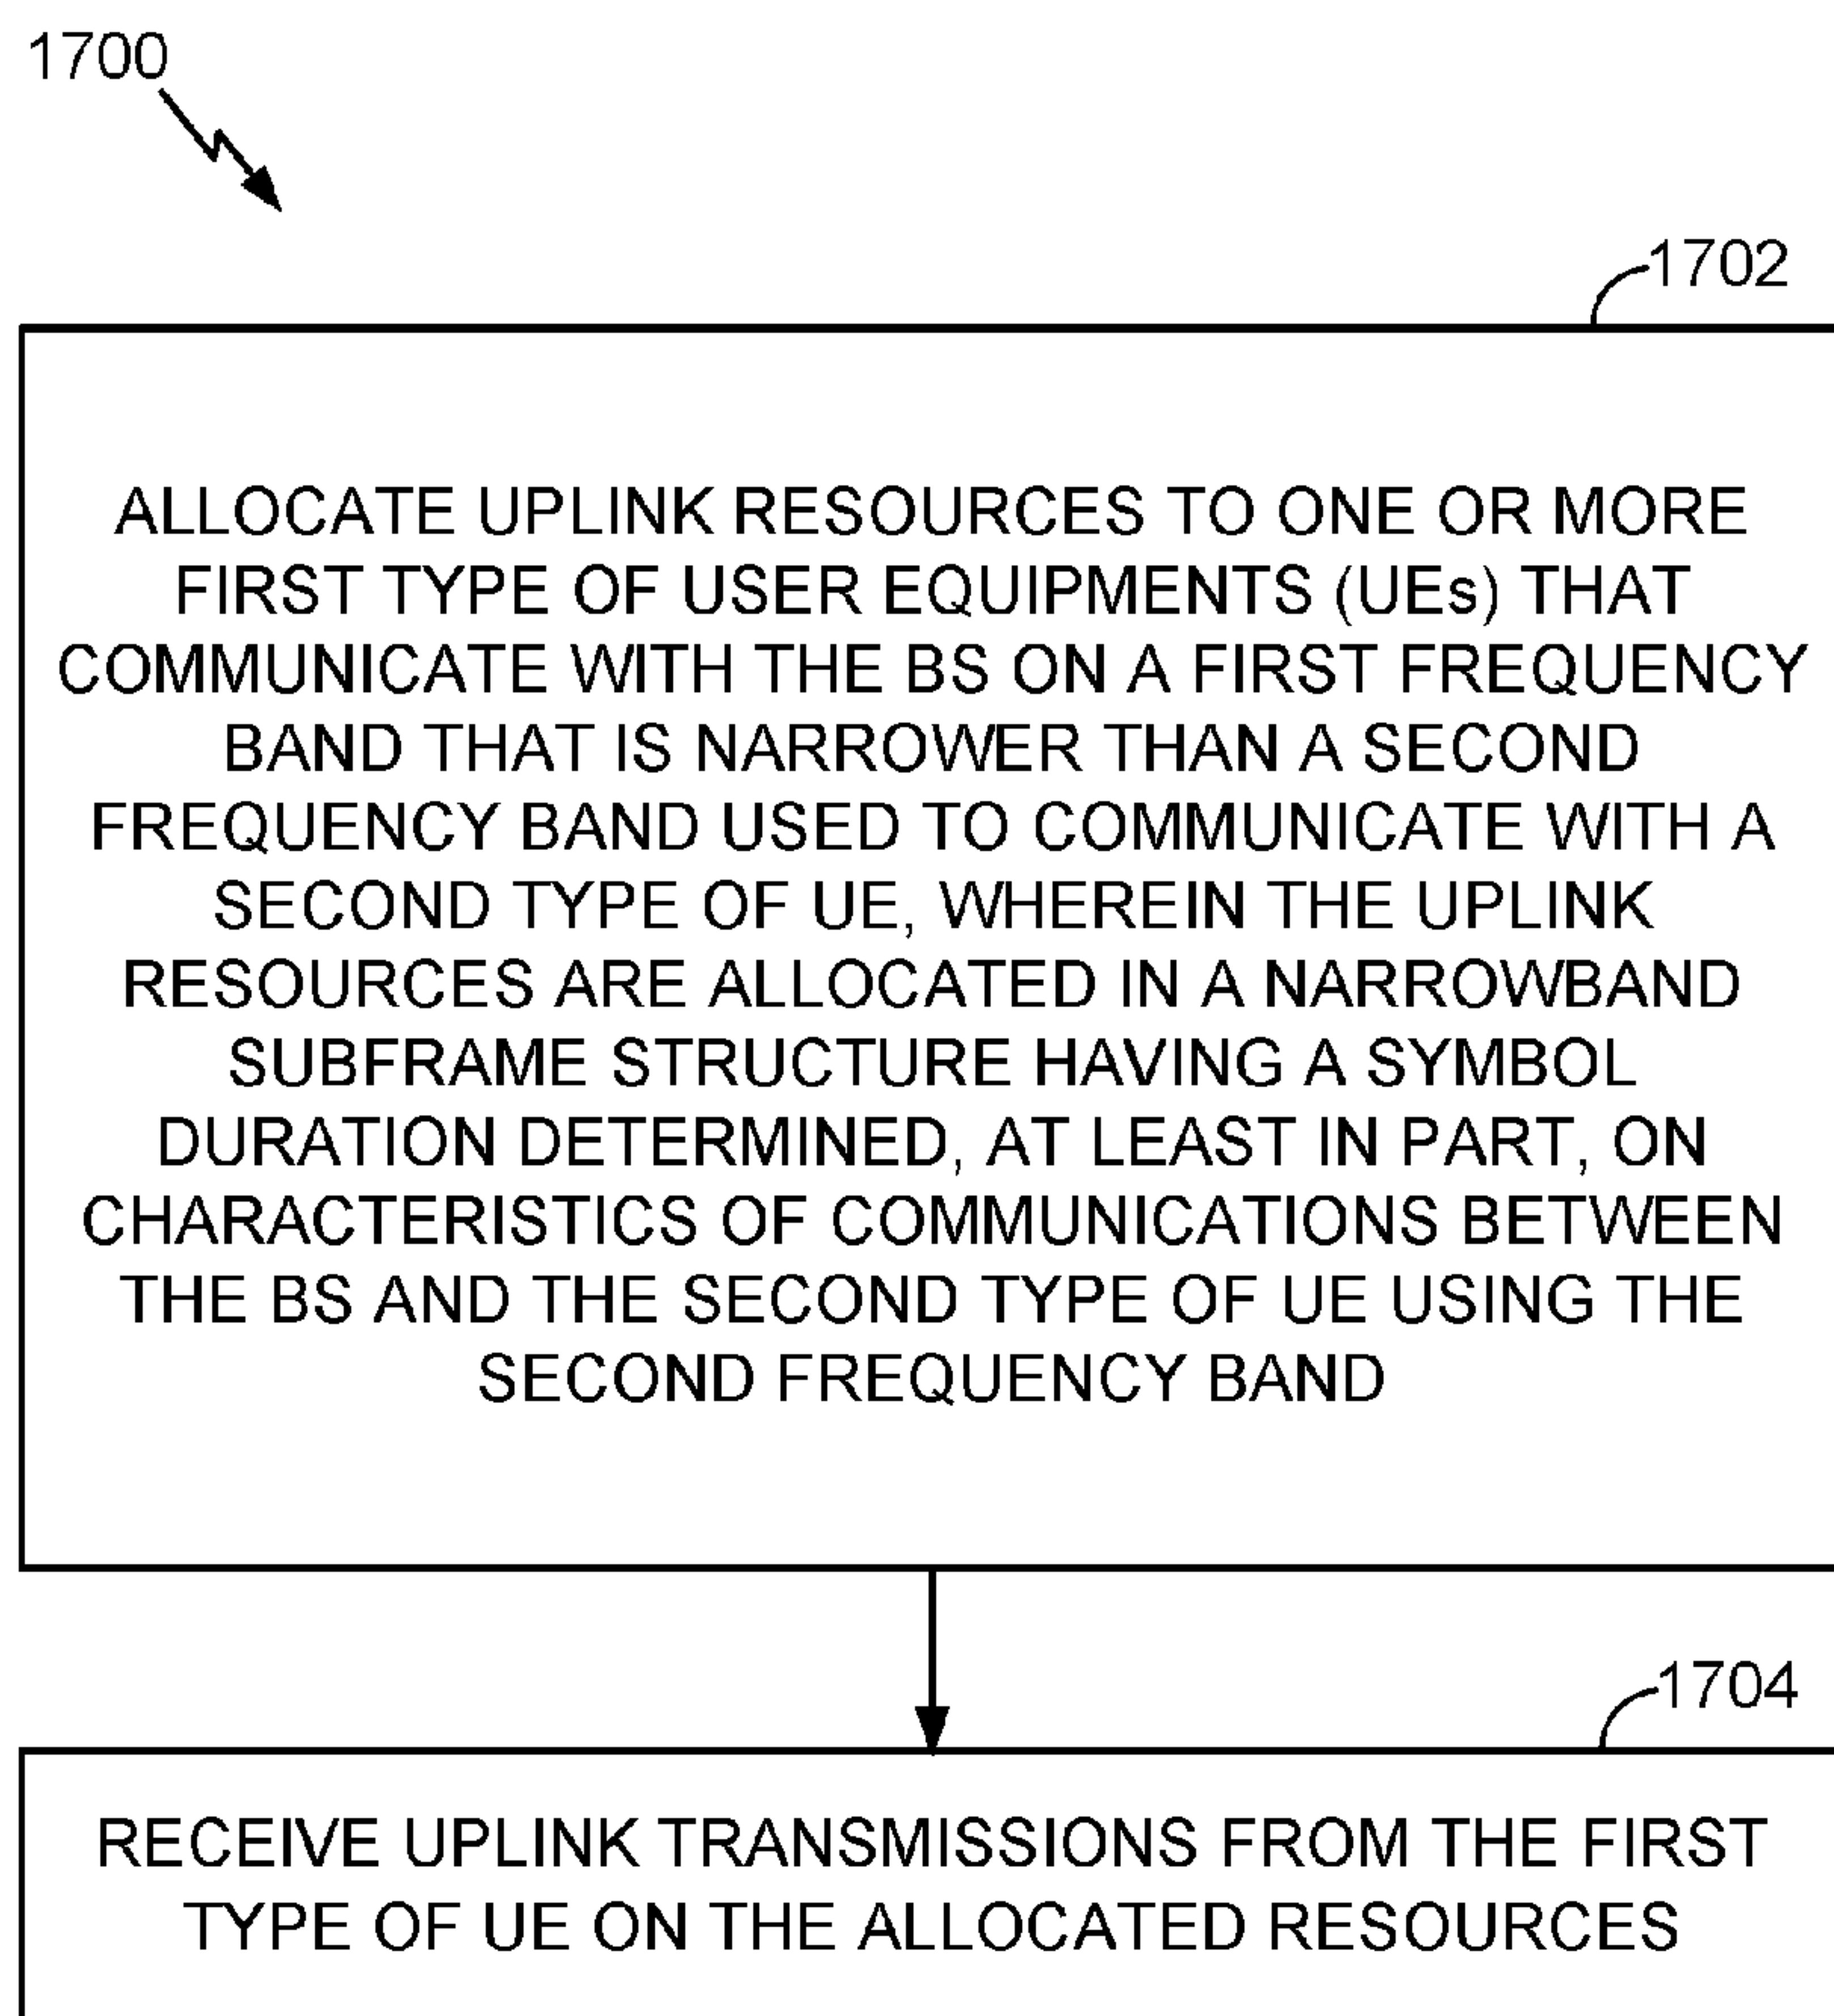 1700
1702
ALLOCATE UPLINK RESOURCES TO ONE OR MORE
FIRST TYPE OF USER EQUIPMENTS (UEs) THAT
COMMUNICATE WITH THE BS ON A FIRST FREQUENCY
BAND THAT IS NARROWER THAN A SECOND
FREQUENCY BAND USED TO COMMUNICATE WITH A
SECOND TYPE OF UE, WHEREIN THE UPLINK
RESOURCES ARE ALLOCATED IN A NARROWBAND
SUBFRAME STRUCTURE HAVING A SYMBOL
DURATION DETERMINED, AT LEAST IN PART, ON
CHARACTERISTICS OF COMMUNICATIONS BETWEEN
THE BS AND THE SECOND TYPE OF UE USING THE
SECOND FREQUENCY BAND
1704
RECEIVE UPLINK TRANSMISSIONS FROM THE FIRST
TYPE OF UE ON THE ALLOCATED RESOURCES